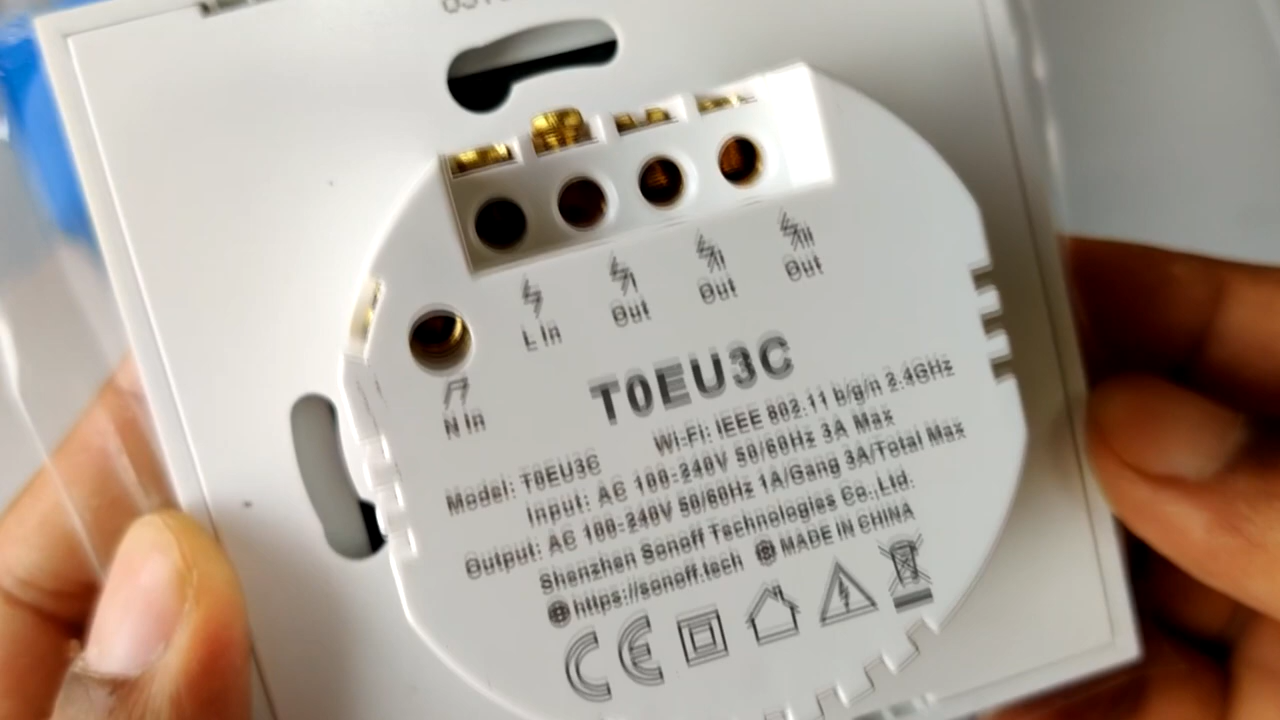 L In
Out
Out
Out
N In
T0EU3C
Model: T0EU3C Wi-Fi: IEEE 802.11 b/g/n 2.4GHz
Input: AC 100-240V 50/60Hz 3A Max
Output: AC 100-240V 50/60Hz 1A/Gang 3A/Total Max
Shenzhen Sonoff Technologies Co.,Ltd.
https://sonoff.tech MADE IN CHINA
CE